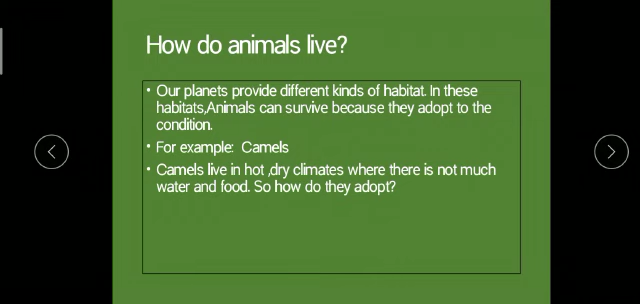 How do animals live?
• Our planets provide different kinds of habitat. In these
habitats,Animals can survive because they adopt to the
condition.
• For example:  Camels
• Camels live in hot ,dry climates where there is not much
water and food. So how do they adopt?